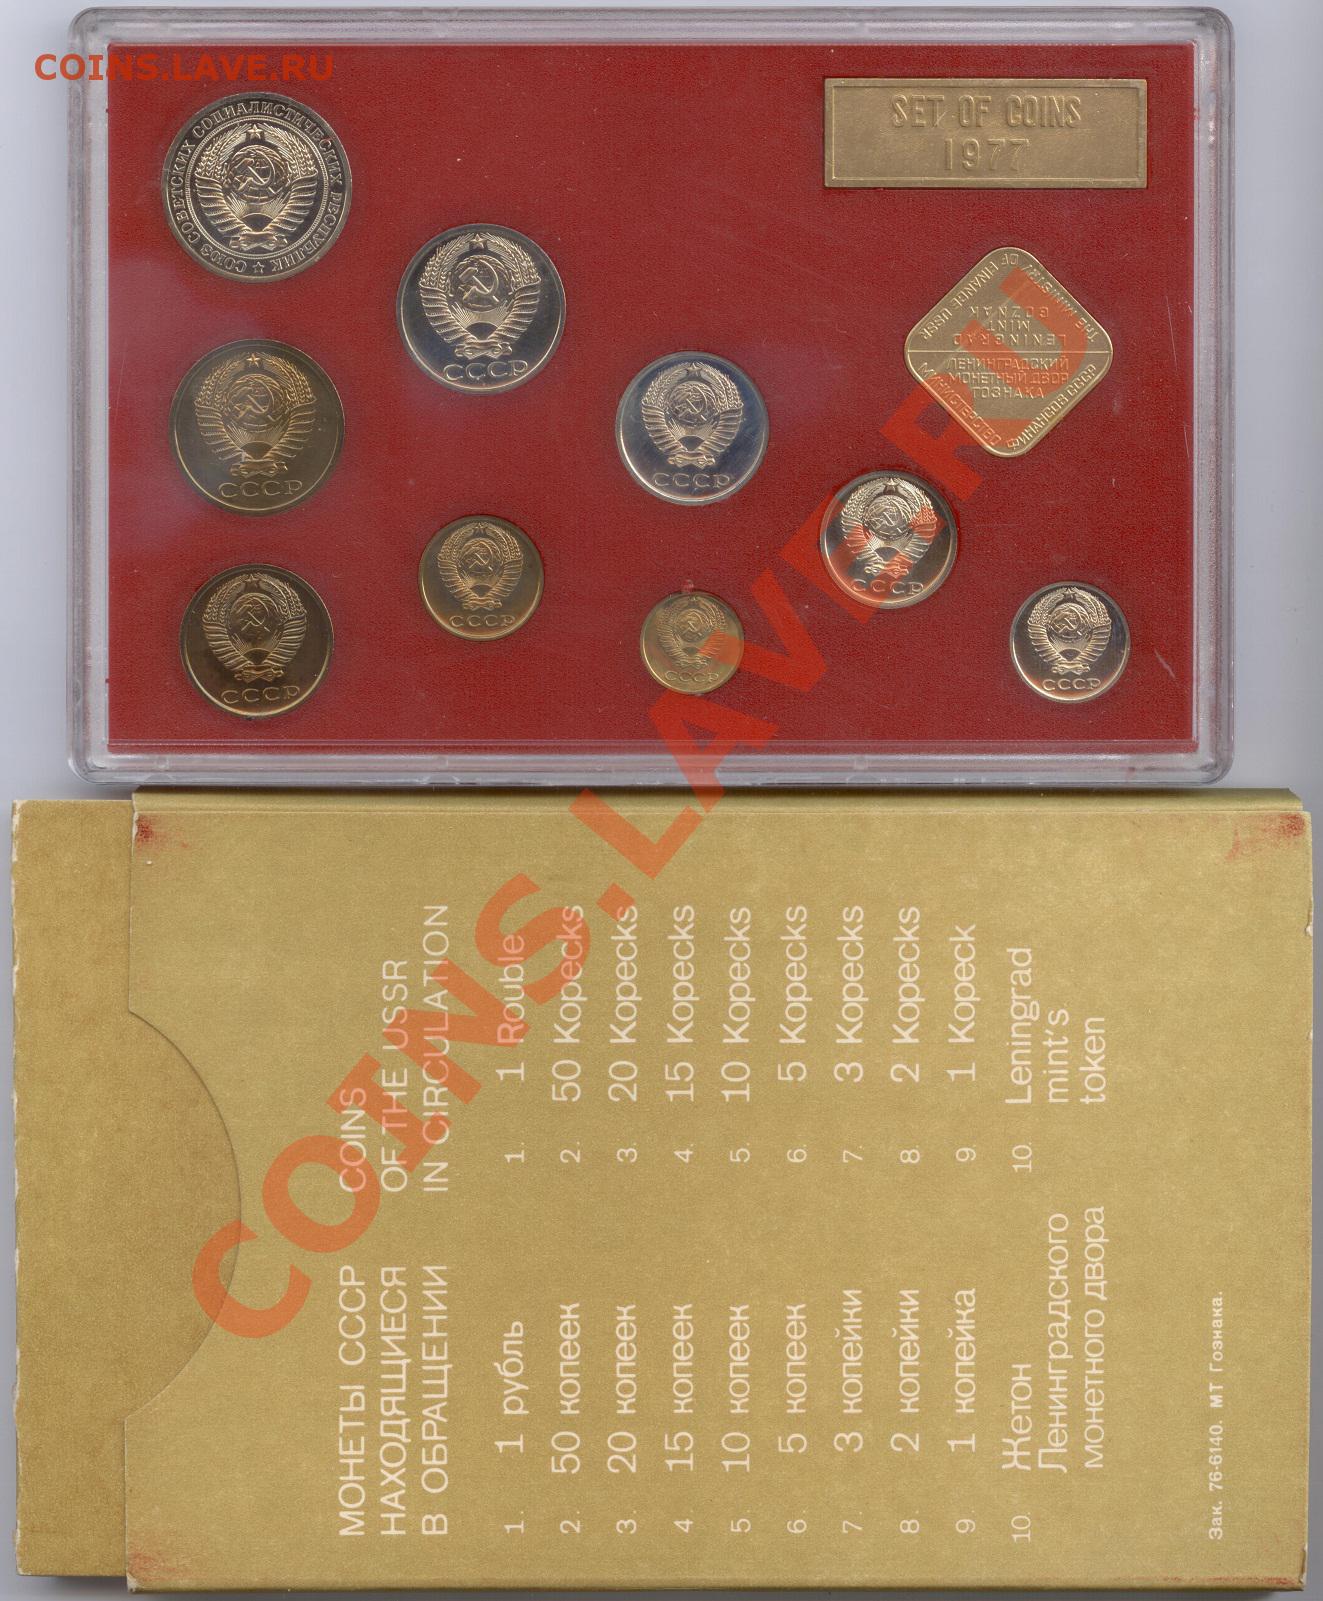 COINS.LAVE.RU
SET OF COINS
1977
СОЮЗ СОВЕТСКИХ СОЦИАЛИСТИЧЕСКИХ РЕСПУБЛИК
СССР
СССР
СССР
СССР
СССР
СССР
СССР
СССР
THE MINISTRY OF FINANCE USSR
LENINGRAD
MINT
GOZNAK
ЛЕНИНГРАДСКИЙ
МОНЕТНЫЙ ДВОР
ГОЗНАКА
МИНИСТЕРСТВО ФИНАНСОВ СССР
COINS.LAVE.RU
МОНЕТЫ СССР
НАХОДЯЩИЕСЯ
В ОБРАЩЕНИИ
1. 1 рубль
2. 50 копеек
3. 20 копеек
4. 15 копеек
5. 10 копеек
6. 5 копеек
7. 3 копейки
8. 2 копейки
9. 1 копейка
10. Жетон
Ленинградского
монетного двора
COINS
OF THE USSR
IN CIRCULATION
1. 1 Rouble
2. 50 Kopecks
3. 20 Kopecks
4. 15 Kopecks
5. 10 Kopecks
6. 5 Kopecks
7. 3 Kopecks
8. 2 Kopecks
9. 1 Kopeck
10. Leningrad
mint's
token
Зак. 76-6140. МТ Гознака.